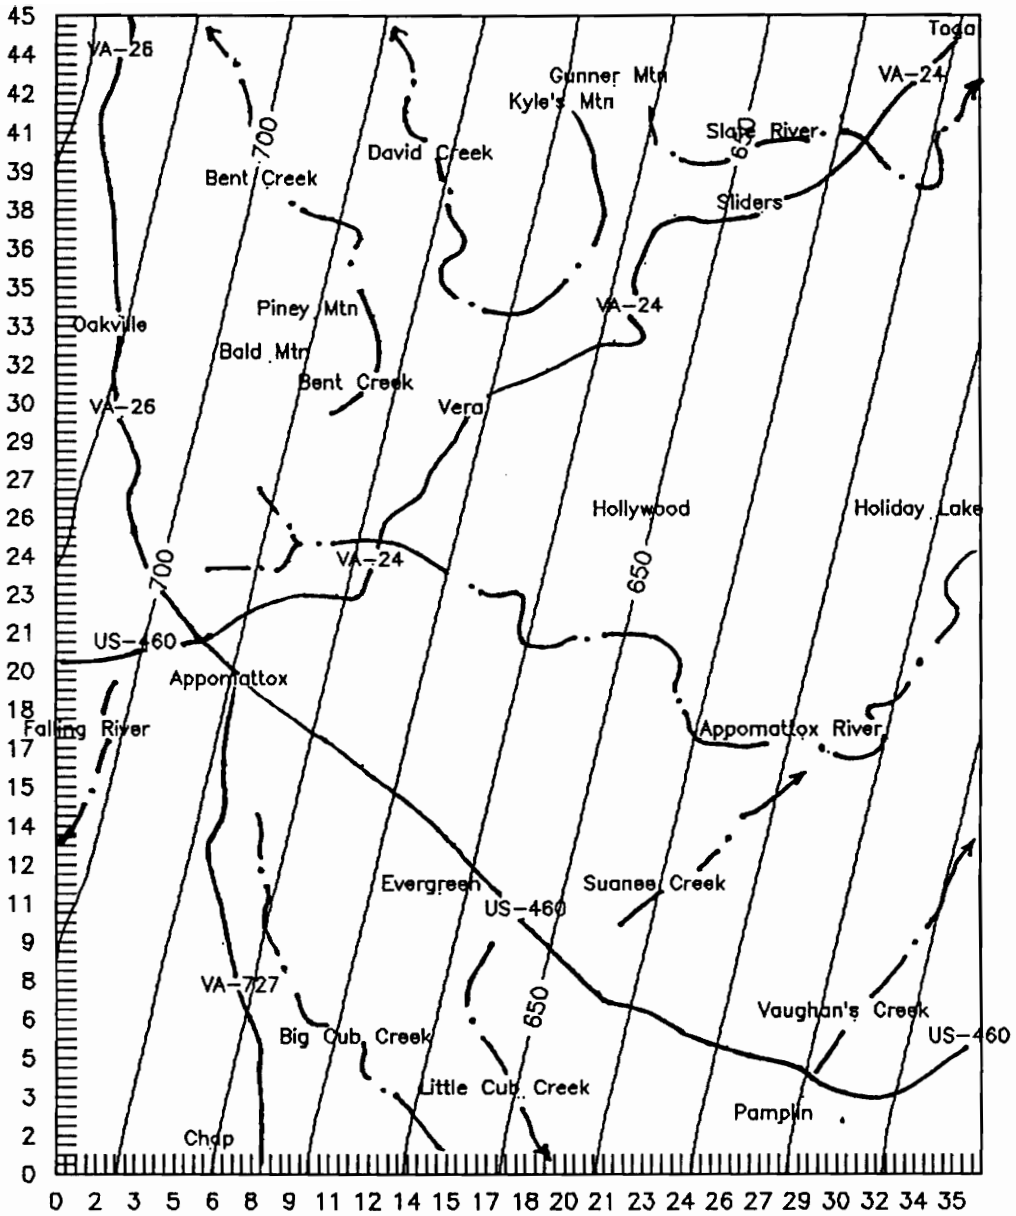 45
Toga
44
VA-26
Gunner Mtn
VA-24
42
Kyle's Mtn
41
700
650
Slate River
39
David Creek
Bent Creek
38
Sliders
36
35
Piney Mtn
VA-24
33
Oakville
32
Bald Mtn
Bent Creek
30
VA-26
Vera
29
27
26
Hollywood
Holiday Lake
24
700
VA-24
650
23
21
US-460
20
Appomattox
18
Falling River
Appomattox River
17
15
14
12
Evergreen
Suanee Creek
11
US-460
9
8
VA-727
650
Vaughan's Creek
6
Big Cub Creek
US-460
5
Little Cub Creek
3
Pamplin
2
Chap
0
0 2 3 5 6 8 9 11 12 14 15 17 18 20 21 23 24 26 27 29 30 32 34 35